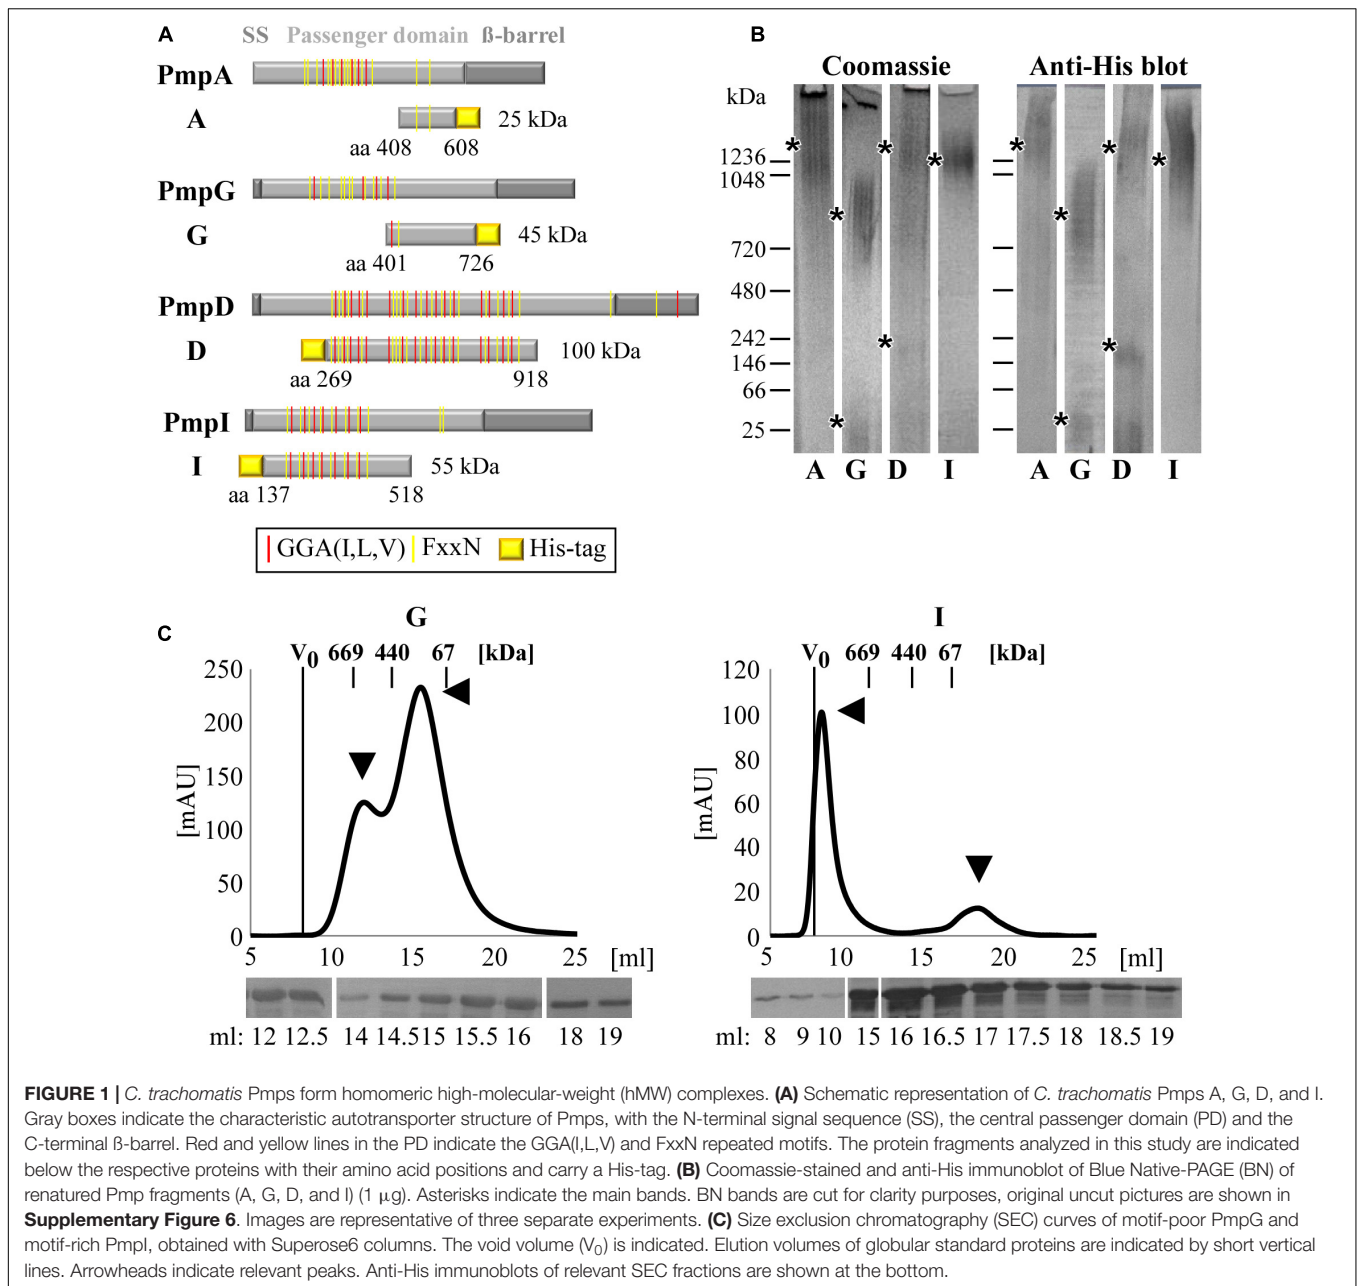 A
SS Passenger domain ß-barrel
PmpA
A 25 kDa
aa 408 608
PmpG
G 45 kDa
aa 401 726
PmpD
D 100 kDa
aa 269 918
PmpI
I 55 kDa
aa 137 518
GGA(I,L,V) FxxN His-tag
B
Coomassie Anti-His blot
kDa
* * * * * * * *
1236
1048
* *
720
480
242
* *
146
66
* *
25
A G D I A G D I
C
G
V0 669 440 67 [kDa]
250
200
150
100
50
0
[mAU]
5 10 15 20 25 [ml]
ml: 12 12.5 14 14.5 15 15.5 16 18 19
I
V0 669 440 67 [kDa]
120
100
80
60
40
20
0
[mAU]
5 10 15 20 25 [ml]
ml: 8 9 10 15 16 16.5 17 17.5 18 18.5 19
FIGURE 1 | C. trachomatis Pmps form homomeric high-molecular-weight (hMW) complexes. (A) Schematic representation of C. trachomatis Pmps A, G, D, and I.
Gray boxes indicate the characteristic autotransporter structure of Pmps, with the N-terminal signal sequence (SS), the central passenger domain (PD) and the
C-terminal ß-barrel. Red and yellow lines in the PD indicate the GGA(I,L,V) and FxxN repeated motifs. The protein fragments analyzed in this study are indicated
below the respective proteins with their amino acid positions and carry a His-tag. (B) Coomassie-stained and anti-His immunoblot of Blue Native-PAGE (BN) of
renatured Pmp fragments (A, G, D, and I) (1 μg). Asterisks indicate the main bands. BN bands are cut for clarity purposes, original uncut pictures are shown in
Supplementary Figure 6. Images are representative of three separate experiments. (C) Size exclusion chromatography (SEC) curves of motif-poor PmpG and
motif-rich PmpI, obtained with Superose6 columns. The void volume (V0) is indicated. Elution volumes of globular standard proteins are indicated by short vertical
lines. Arrowheads indicate relevant peaks. Anti-His immunoblots of relevant SEC fractions are shown at the bottom.